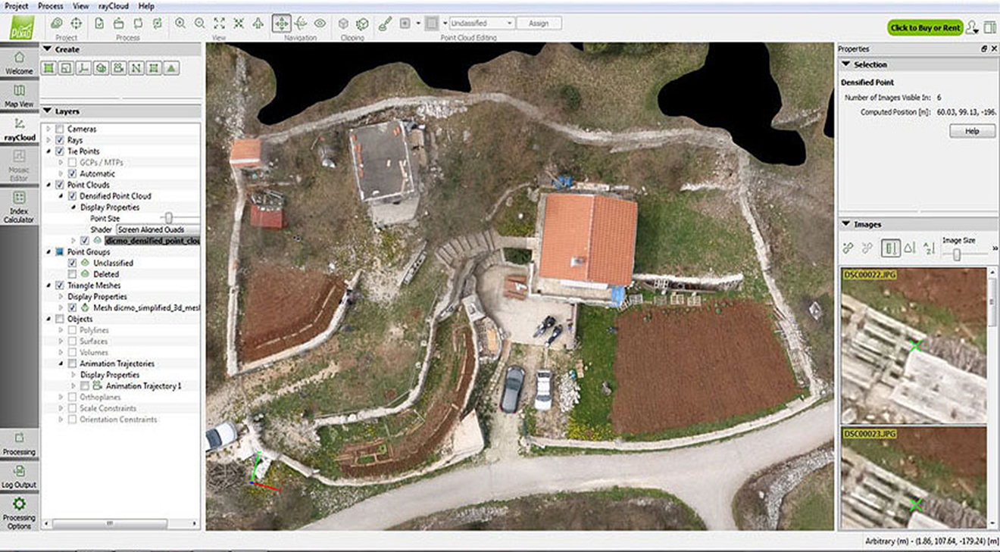 Project Process View rayCloud Help
Pix4D
Project Process View Navigation Clipping Point Cloud Editing
Unclassified Assign
Click to Buy or Rent
Welcome
Map View
rayCloud
Mosaic Editor
Index Calculator
Processing
Log Output
Processing Options
Create
Layers
Cameras
Rays
Tie Points
GCPs / MTPs
Automatic
Point Clouds
Densified Point Cloud
Display Properties
Point Size
Shader Screen Aligned Quads
dicmo_densified_point_clou
Point Groups
Unclassified
Deleted
Triangle Meshes
Display Properties
Mesh dicmo_simplified_3d_mesl
Objects
Polylines
Surfaces
Volumes
Animation Trajectories
Display Properties
Animation Trajectory 1
Orthoplanes
Scale Constraints
Orientation Constraints
Properties
Selection
Densified Point
Number of Images Visible In: 6
Computed Position [m]: 60.03, 99.13, -196.
Help
Images
Image Size
»
DSC00022.JPG
DSC00023.JPG
Arbitrary (m) - (1.86, 107.64, -179.24) [m]